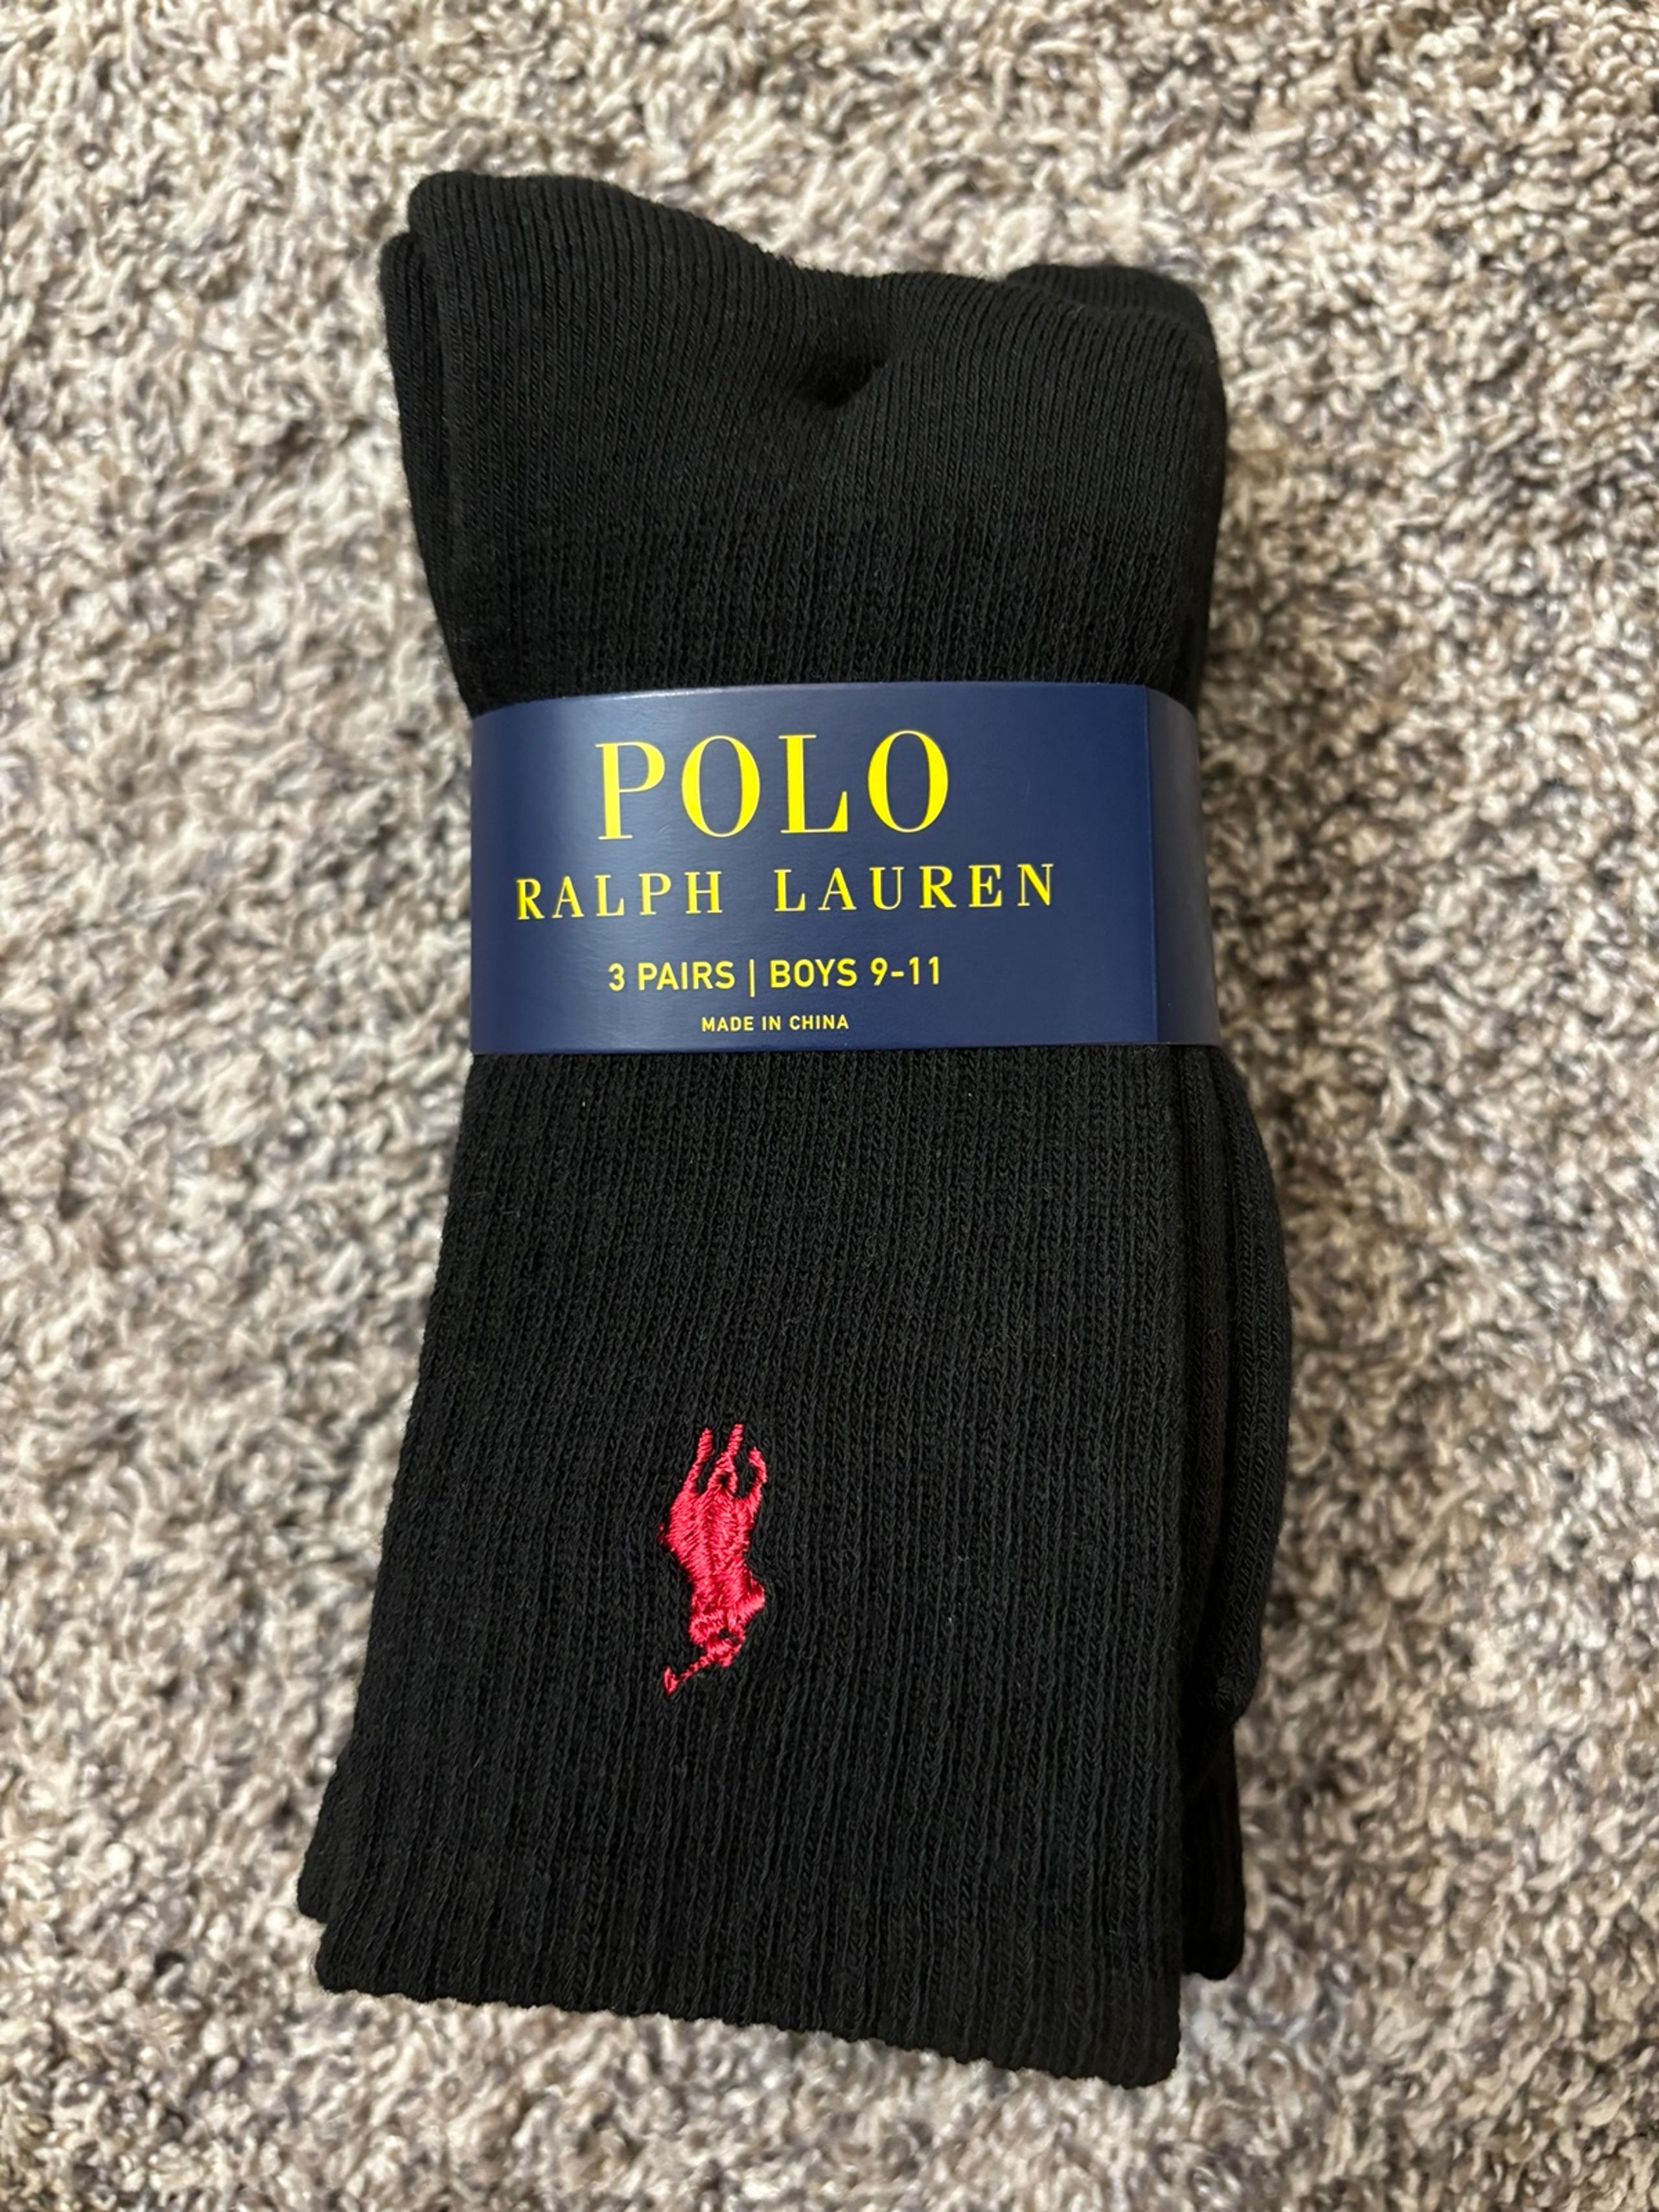 POLO
RALPH LAUREN
3 PAIRS | BOYS 9-11
MADE IN CHINA